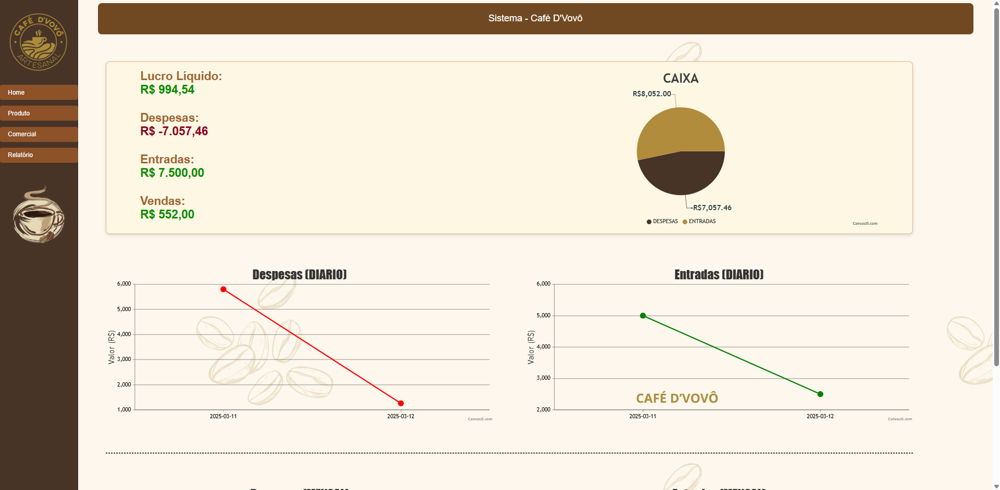 CAFÉ D'VOVÔ
ARTESANAL
Home
Produto
Comercial
Relatório
Sistema - Café D'Vovô
Lucro Líquido:
R$ 994,54
Despesas:
R$ -7.057,46
Entradas:
R$ 7.500,00
Vendas:
R$ 552,00
CAIXA
R$8,052.00
-R$7,057.46
DESPESAS ENTRADAS
CanvasJS.com
Despesas (DIARIO)
Valor (R$)
6,000
5,000
4,000
3,000
2,000
1,000
2025-03-11 2025-03-12
CanvasJS.com
Entradas (DIARIO)
Valor (R$)
6,000
5,000
4,000
3,000
2,000
CAFÉ D’VOVÔ
2025-03-11 2025-03-12
CanvasJS.com